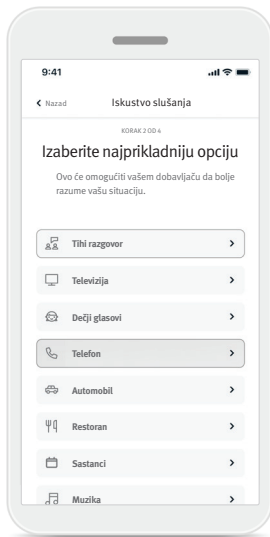 9:41
Nazad
Iskustvo slušanja
KORAK 2 OD 4
Izaberite najprikladniju opciju
Ovo će omogućiti vašem dobavljaču da bolje
razume vašu situaciju.
Tihi razgovor
Televizija
Dečji glasovi
Telefon
Automobil
Restoran
Sastanci
Muzika